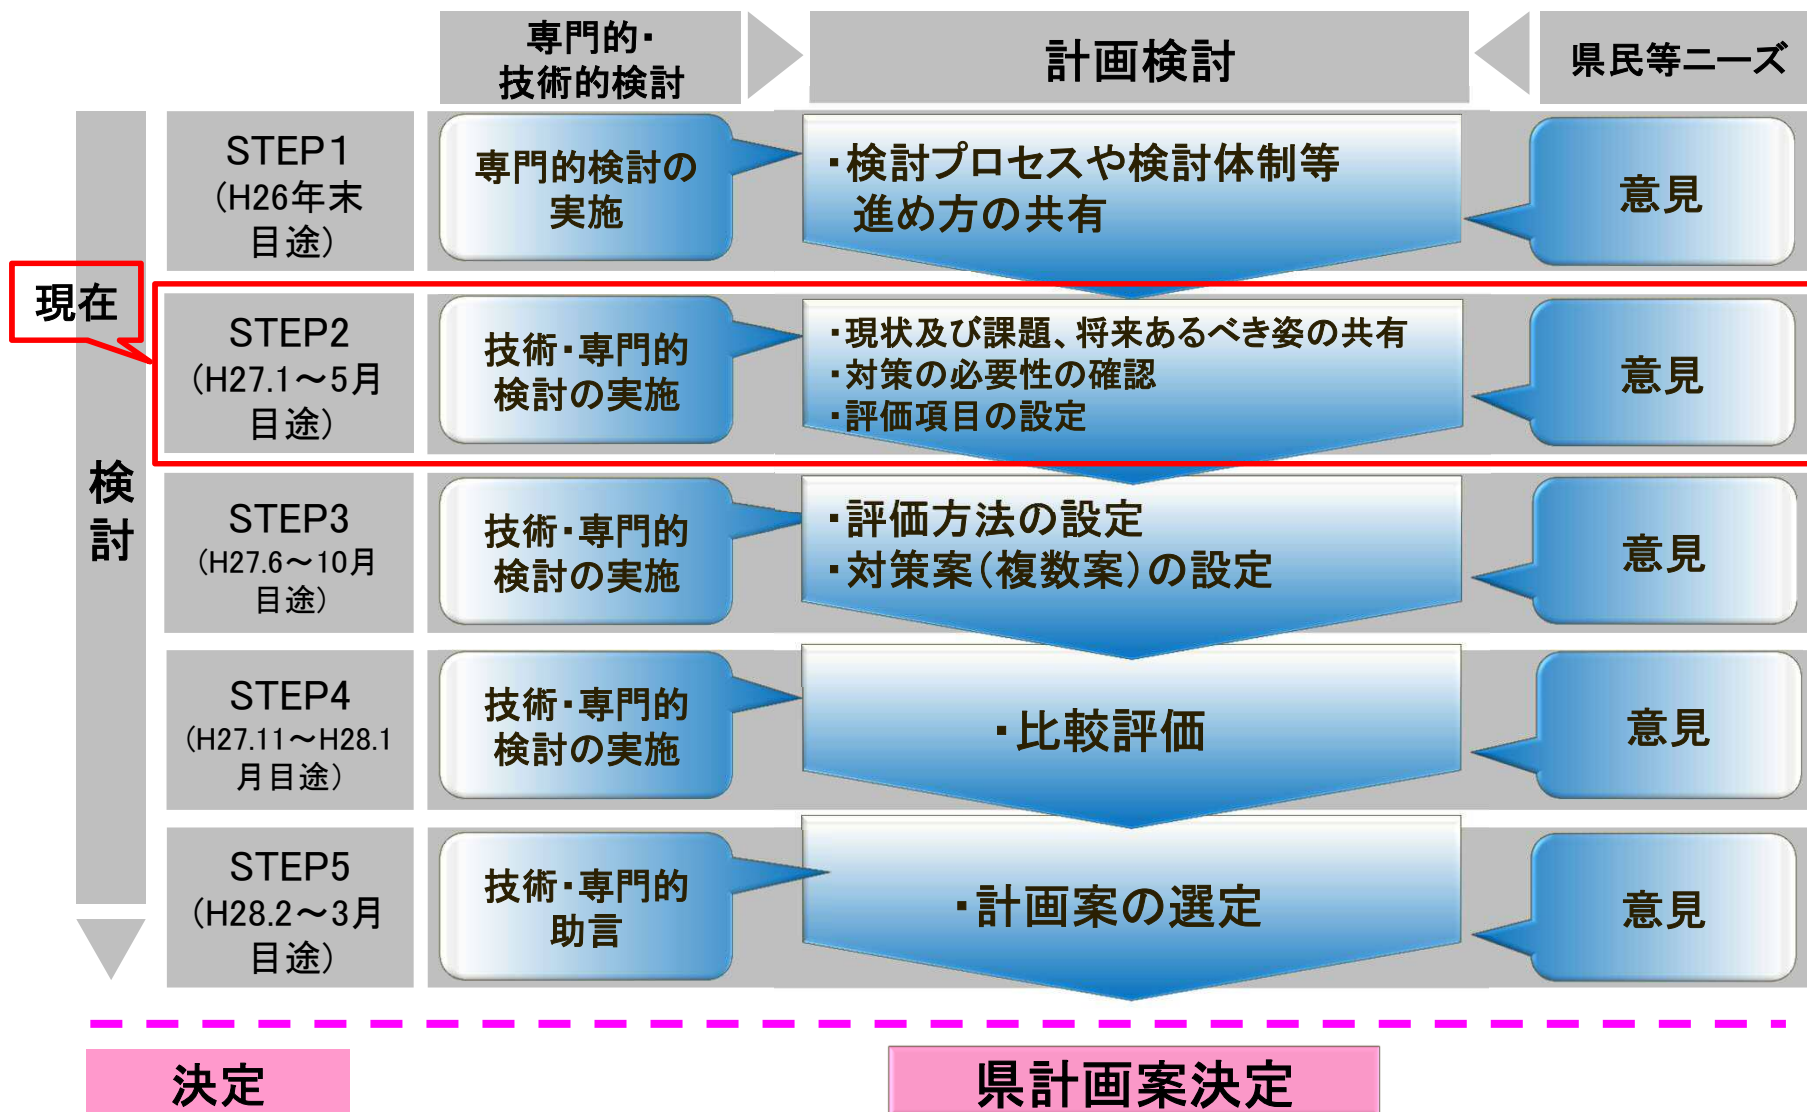 専門的・
技術的検討
計画検討
県民等ニーズ
検討
STEP1
(H26年末
目途)
専門的検討の
実施
・検討プロセスや検討体制等
進め方の共有
意見
現在
STEP2
(H27.1～5月
目途)
技術・専門的
検討の実施
・現状及び課題、将来あるべき姿の共有
・対策の必要性の確認
・評価項目の設定
意見
STEP3
(H27.6～10月
目途)
技術・専門的
検討の実施
・評価方法の設定
・対策案(複数案)の設定
意見
STEP4
(H27.11～H28.1
月目途)
技術・専門的
検討の実施
・比較評価
意見
STEP5
(H28.2～3月
目途)
技術・専門的
助言
・計画案の選定
意見
決定
県計画案決定